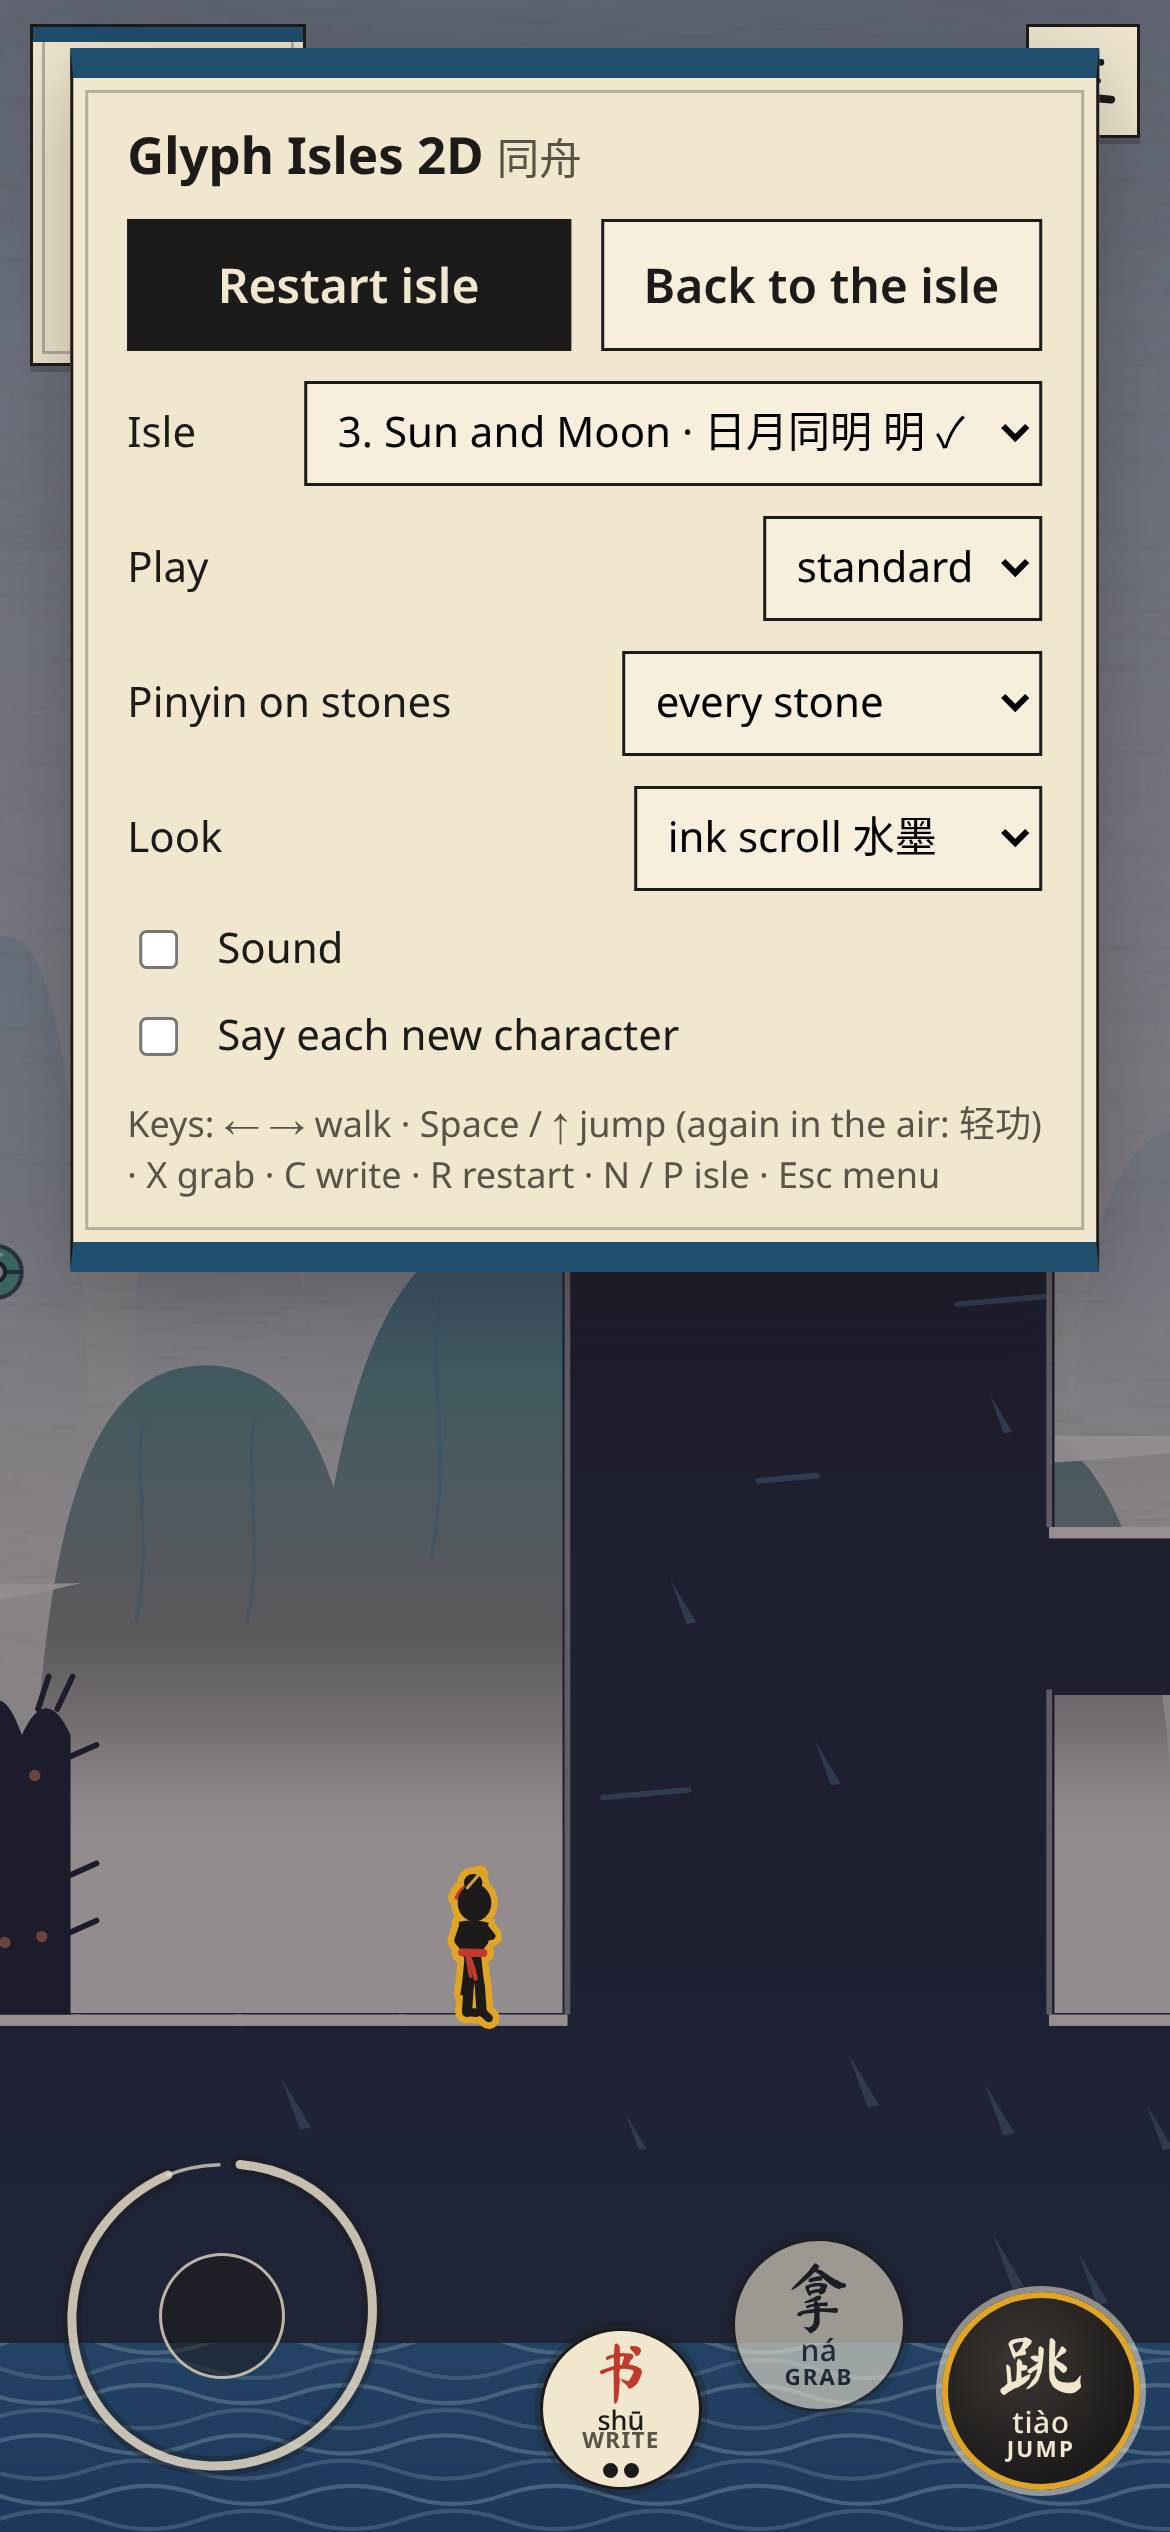 Glyph Isles 2D 同舟
Restart isle
Back to the isle
Isle
3. Sun and Moon · 日月同明 明 ✓
Play
standard
Pinyin on stones
every stone
Look
ink scroll 水墨
Sound
Say each new character
Keys: ← → walk · Space / ↑ jump (again in the air: 轻功)
· X grab · C write · R restart · N / P isle · Esc menu
拿
ná
GRAB
书
shū
WRITE
跳
tiào
JUMP